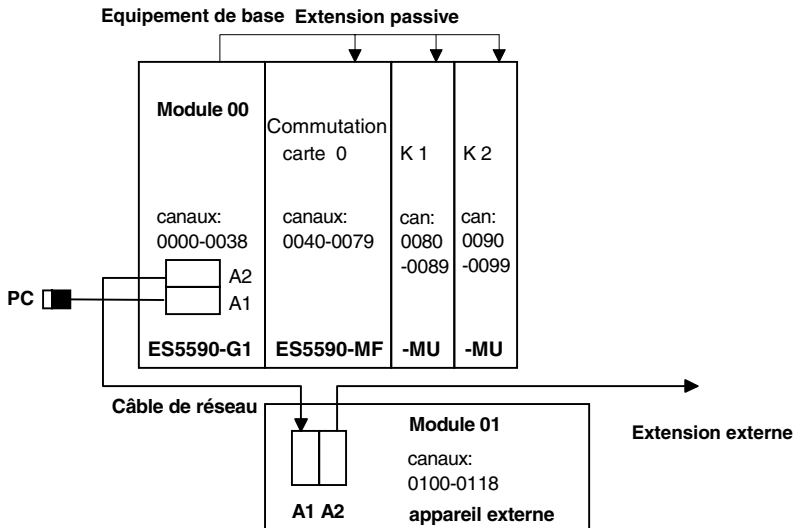 Equipement de base Extension passive
Module 00
Commutation
carte 0
K 1
K 2
canaux:
0000-0038
canaux:
0040-0079
can:
0080
-0089
can:
0090
-0099
A2
A1
PC
ES5590-G1
ES5590-MF
-MU
-MU
Câble de réseau
Module 01
canaux:
0100-0118
Extension externe
A1 A2
appareil externe